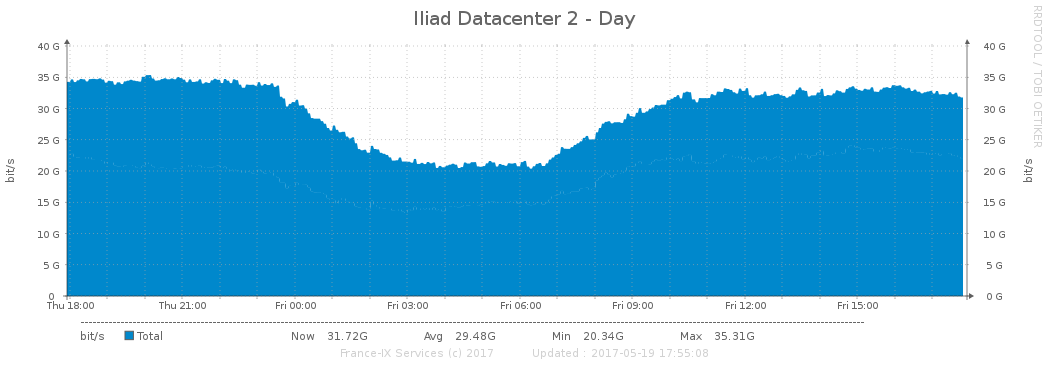 Iliad Datacenter 2 - Day
RRDTOOL / TOBI OETIKER
bit/s
40 G 40 G
35 G 35 G
30 G 30 G
25 G 25 G
20 G 20 G
15 G 15 G
10 G 10 G
5 G 5 G
0 0 G
bit/s
Thu 18:00 Thu 21:00 Fri 00:00 Fri 03:00 Fri 06:00 Fri 09:00 Fri 12:00 Fri 15:00
bit/s Total Now 31.72G Avg 29.48G Min 20.34G Max 35.31G
France-IX Services (c) 2017 Updated : 2017-05-19 17:55:08